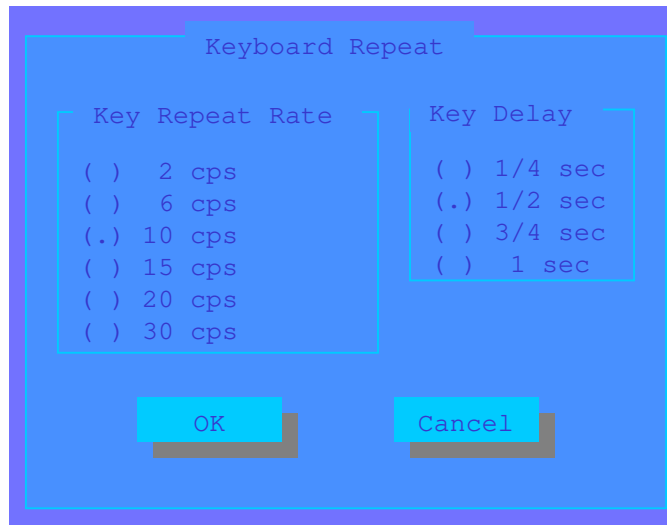 Keyboard Repeat
Key Repeat Rate
( )  2 cps
( )  6 cps
(.) 10 cps
( ) 15 cps
( ) 20 cps
( ) 30 cps
Key Delay
( ) 1/4 sec
(.) 1/2 sec
( ) 3/4 sec
( )  1 sec
OK
Cancel